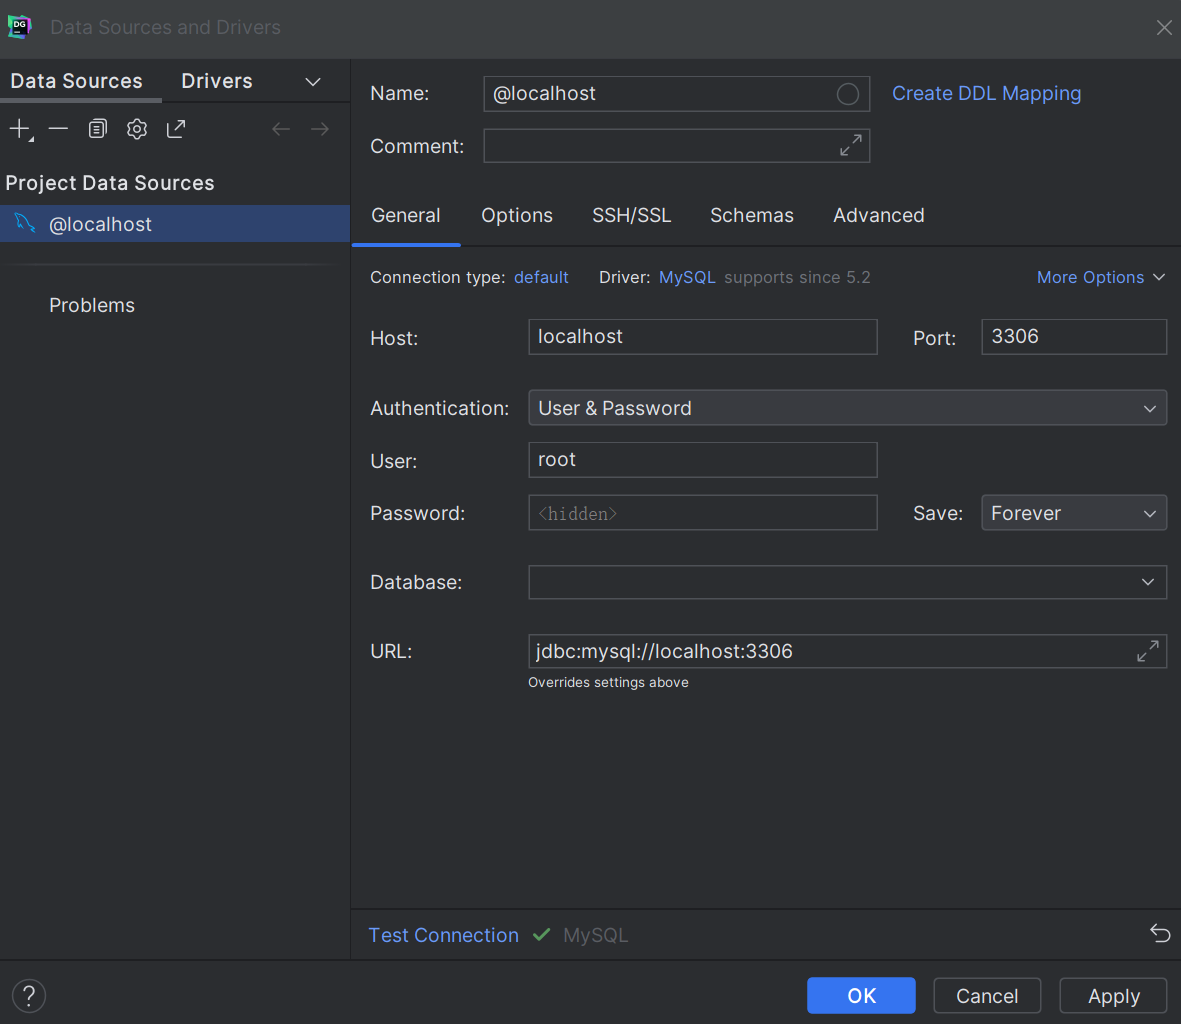 DG
Data Sources and Drivers
Data Sources
Drivers
Project Data Sources
@localhost
Problems
Name:
@localhost
Create DDL Mapping
Comment:
General
Options
SSH/SSL
Schemas
Advanced
Connection type: default
Driver: MySQL supports since 5.2
More Options
Host:
localhost
Port:
3306
Authentication:
User & Password
User:
root
Password:
<hidden>
Save:
Forever
Database:
URL:
jdbc:mysql://localhost:3306
Overrides settings above
Test Connection
MySQL
?
OK
Cancel
Apply